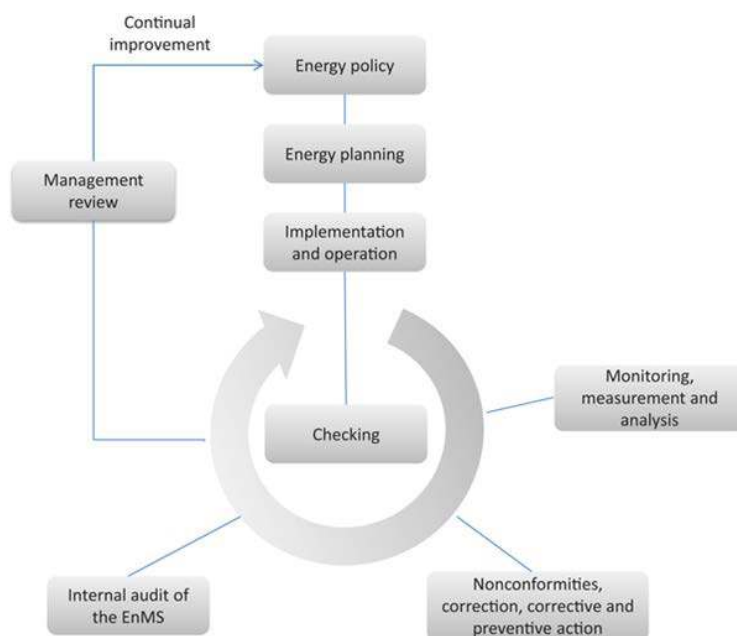 Continual
improvement
Energy policy
Energy planning
Management
review
Implementation
and operation
Monitoring,
measurement and
analysis
Checking
Internal audit of
the EnMS
Nonconformities,
correction, corrective and
preventive action